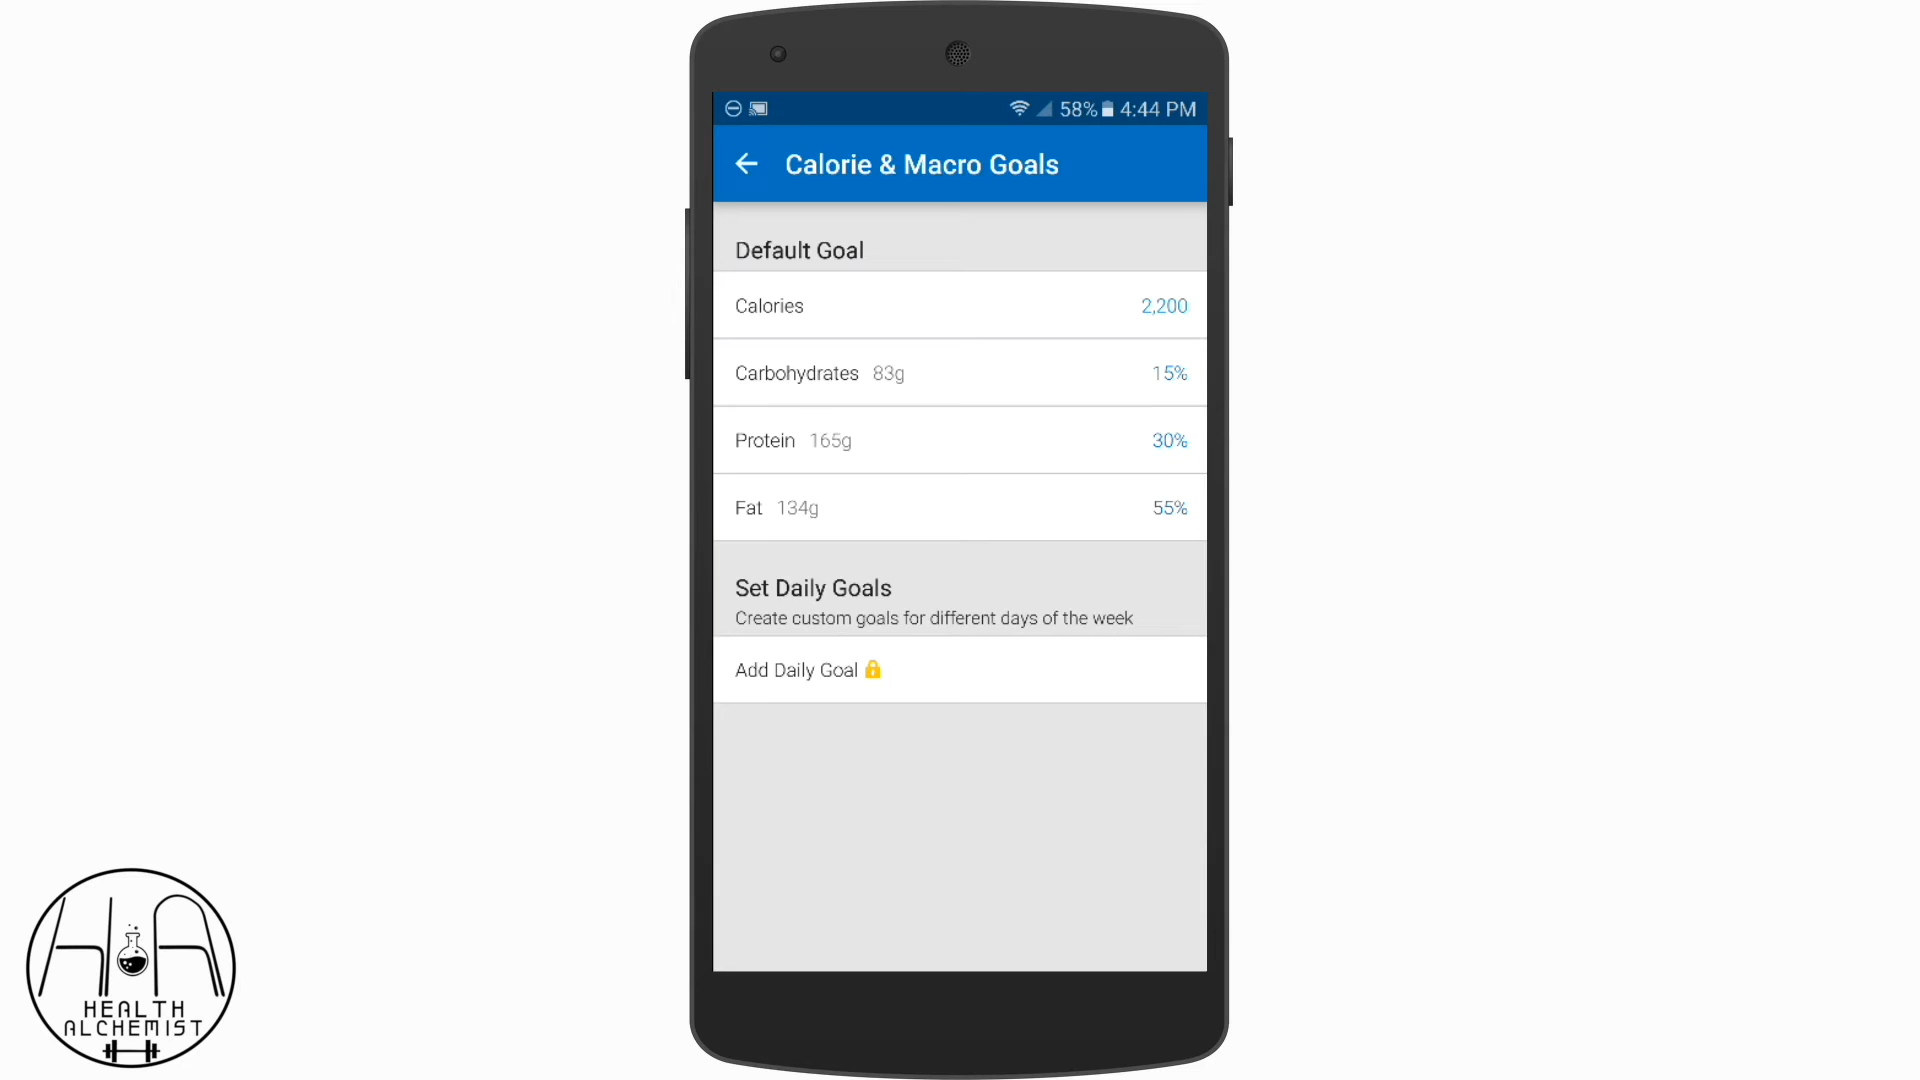 58% 4:44 PM
Calorie & Macro Goals
Default Goal
Calories 2,200
Carbohydrates 83g 15%
Protein 165g 30%
Fat 134g 55%
Set Daily Goals
Create custom goals for different days of the week
Add Daily Goal
HA
HEALTH
ALCHEMIST